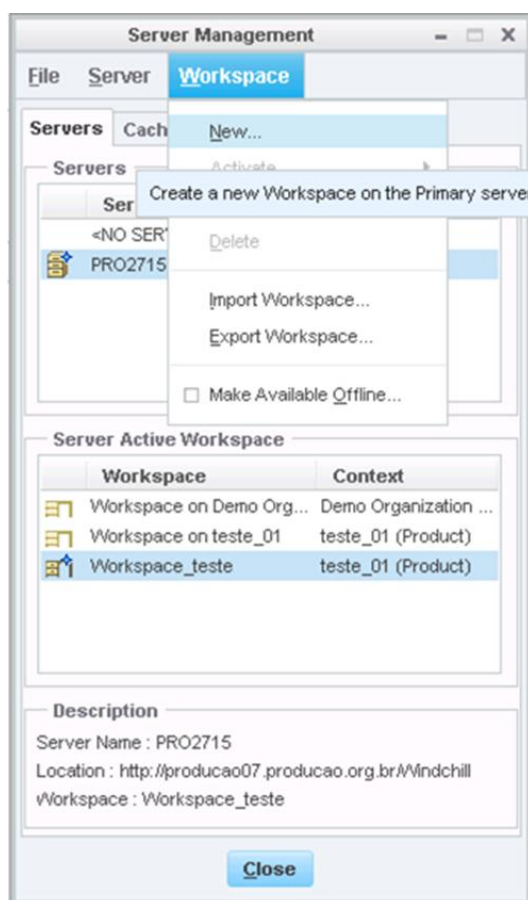 Server Management
File Server Workspace
Servers Cach
New...
Servers
Activate
Create a new Workspace on the Primary serve
Ser
<NO SER
Delete
PRO2715
Import Workspace...
Export Workspace...
Make Available Offline...
Server Active Workspace
Workspace Context
Workspace on Demo Org... Demo Organization ...
Workspace on teste_01 teste_01 (Product)
Workspace_teste teste_01 (Product)
Description
Server Name : PRO2715
Location : http://producao07.producao.org.br/Windchill
Workspace : Workspace_teste
Close